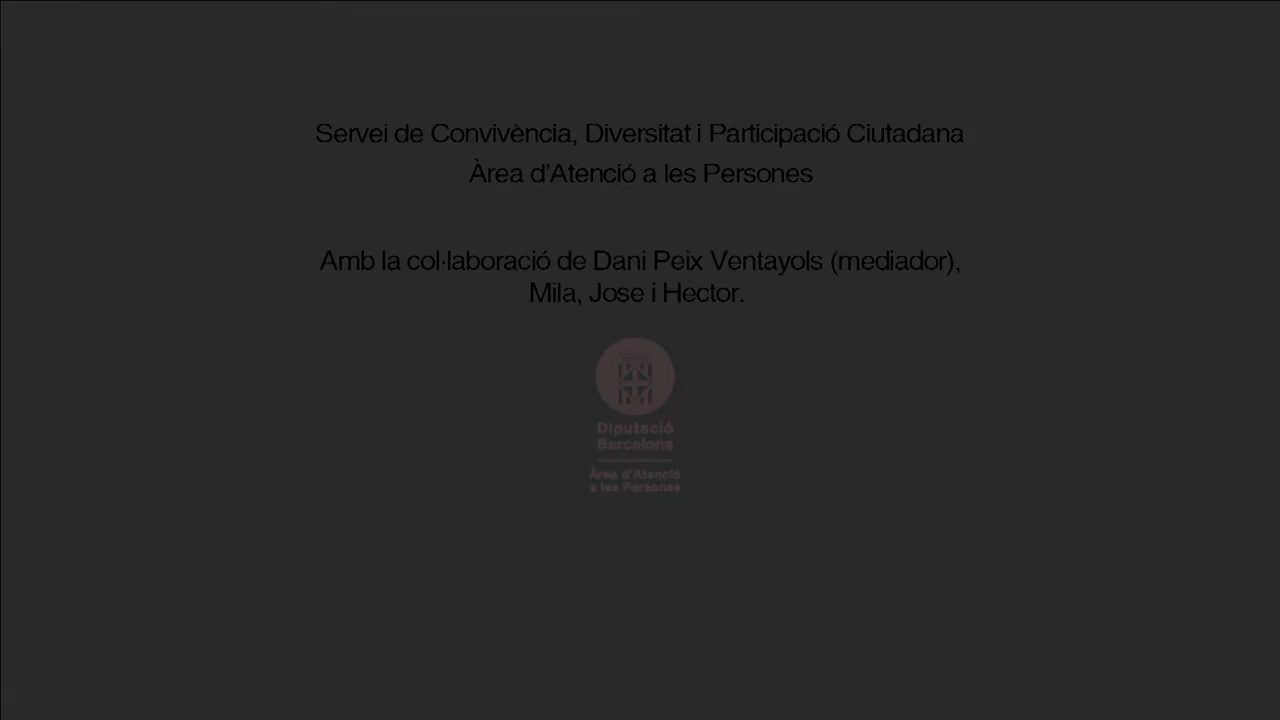 Servei de Convivència, Diversitat i Participació Ciutadana
Àrea d’Atenció a les Persones
Amb la col·laboració de Dani Peix Ventayols (mediador),
Mila, Jose i Hector.
Diputació
Barcelona
Àrea d'Atenció
a les Persones